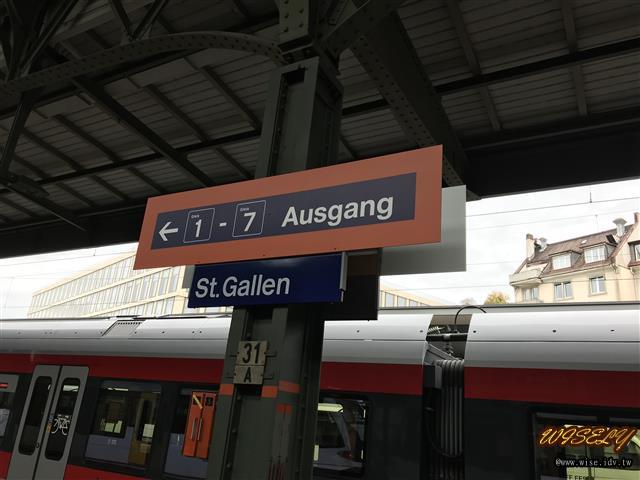 ← Gleis 1 - Gleis 7 Ausgang
St.Gallen
31
A
WISELY
@www.wise.idv.tw